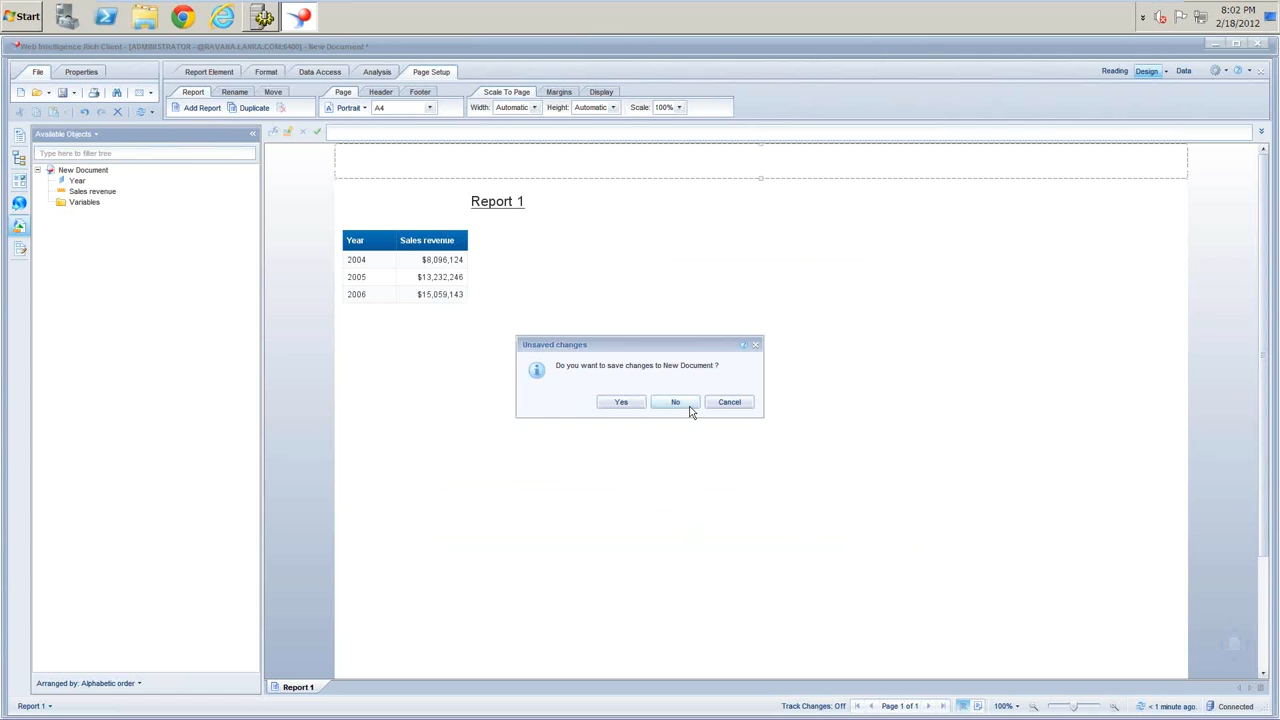 Start
8:02 PM
2/18/2012
Web Intelligence Rich Client - [ADMINISTRATOR - @RAVANA.LANKA.COM:6400] - New Document *
File Properties Report Element Format Data Access Analysis Page Setup Reading Design Data
Report Rename Move Page Header Footer Scale To Page Margins Display
Add Report Duplicate Portrait A4 Width: Automatic Height: Automatic Scale: 100%
Available Objects
Type here to filter tree
New Document
Year
Sales revenue
Variables
Report 1
Year Sales revenue
2004 $8,096,124
2005 $13,232,246
2006 $15,059,143
Unsaved changes
Do you want to save changes to New Document ?
Yes No Cancel
Arranged by: Alphabetic order
Report 1
Report 1 Track Changes: Off Page 1 of 1 100% < 1 minute ago. Connected